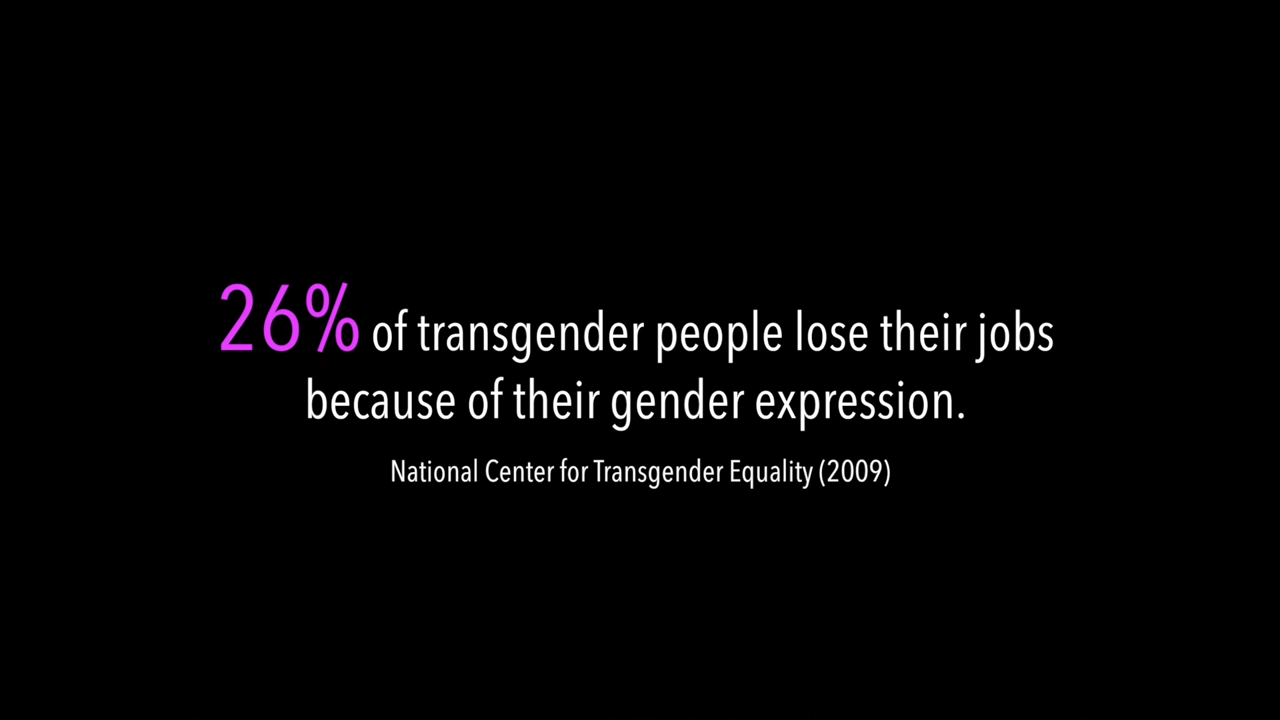 26% of transgender people lose their jobs
because of their gender expression.
National Center for Transgender Equality (2009)